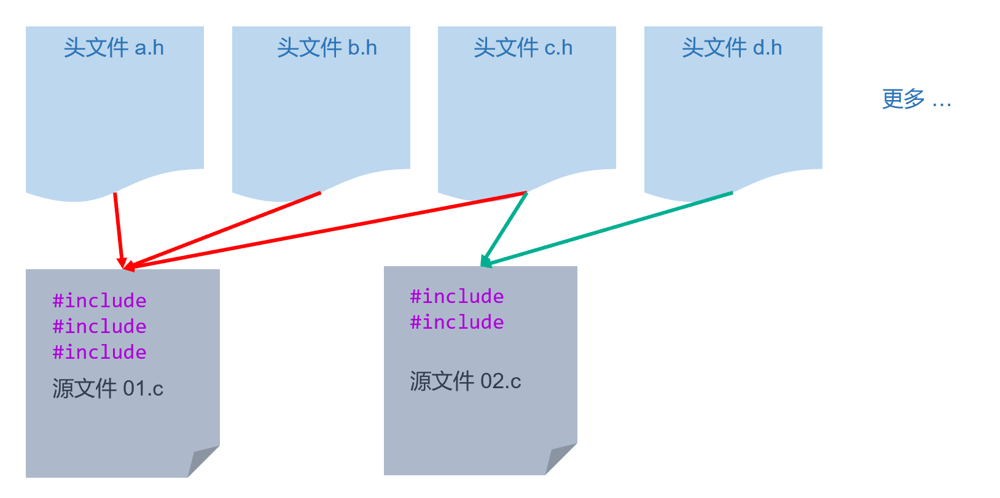 头文件 a.h
头文件 b.h
头文件 c.h
头文件 d.h
更多 …
#include
#include
#include
源文件 01.c
#include
#include
源文件 02.c